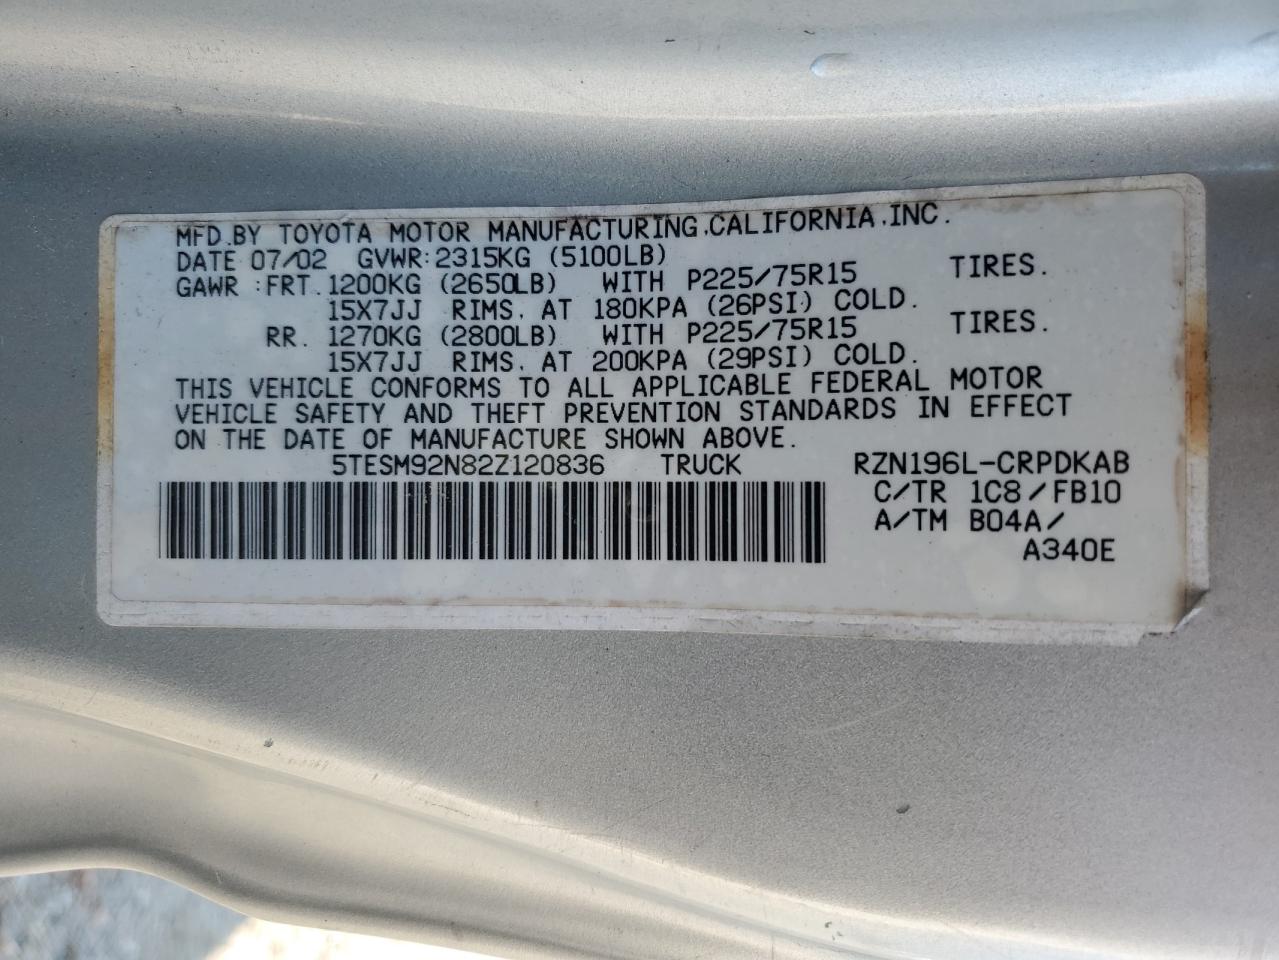 MFD.BY TOYOTA MOTOR MANUFACTURING.CALIFORNIA.INC.
DATE 07/02 GVWR:2315KG (5100LB)
GAWR :FRT.1200KG (2650LB) WITH P225/75R15 TIRES.
15X7JJ RIMS. AT 180KPA (26PSI) COLD.
RR. 1270KG (2800LB) WITH P225/75R15 TIRES.
15X7JJ RIMS. AT 200KPA (29PSI) COLD.
THIS VEHICLE CONFORMS TO ALL APPLICABLE FEDERAL MOTOR
VEHICLE SAFETY AND THEFT PREVENTION STANDARDS IN EFFECT
ON THE DATE OF MANUFACTURE SHOWN ABOVE.
5TESM92N82Z120836 TRUCK RZN196L-CRPDKAB
C/TR 1C8/FB10
A/TM B04A/
A340E